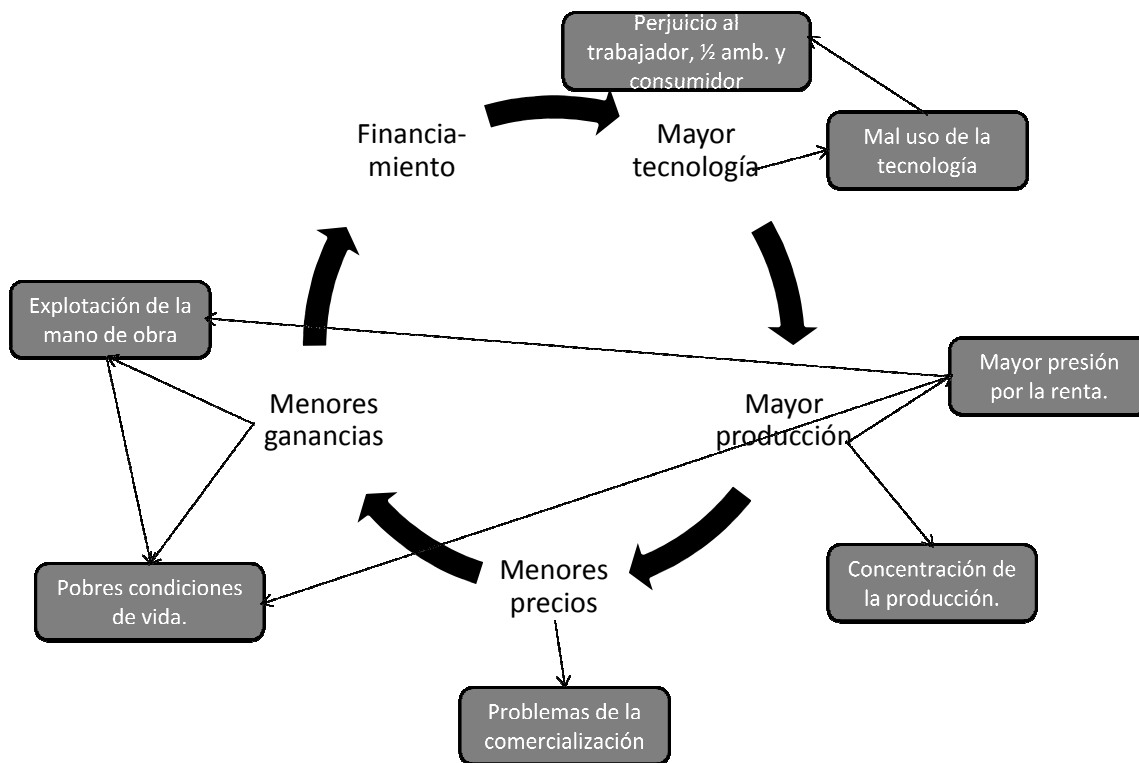 Perjuicio al
trabajador, ½ amb. y
consumidor
Financia-
miento
Mayor
tecnología
Mal uso de la
tecnología
Explotación de la
mano de obra
Mayor presión
por la renta.
Menores
ganancias
Mayor
producción
Pobres condiciones
de vida.
Menores
precios
Concentración de
la producción.
Problemas de la
comercialización